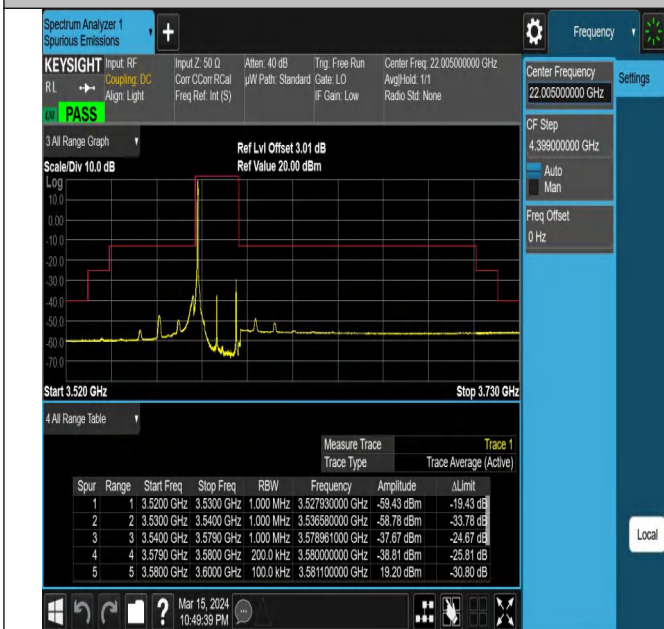 Spectrum Analyzer 1
Spurious Emissions
Frequency
KEYSIGHT Input: RF Input Z: 50 Ω Atten: 40 dB Trig: Free Run Center Freq: 22.005000000 GHz
Coupling: DC Corr CCorr RCal µW Path: Standard Gate: LO Avg|Hold: 1/1
RL Align: Light Freq Ref: Int (S) IF Gain: Low Radio Std: None
LXI PASS
Center Frequency
22.005000000 GHz
Settings
CF Step
4.399000000 GHz
Auto
Man
Freq Offset
0 Hz
3 All Range Graph
Ref Lvl Offset 3.01 dB
Scale/Div 10.0 dB Ref Value 20.00 dBm
Log
10.0
0.00
-10.0
-20.0
-30.0
-40.0
-50.0
-60.0
-70.0
Start 3.520 GHz Stop 3.730 GHz
4 All Range Table
Measure Trace Trace 1
Trace Type Trace Average (Active)
Spur Range Start Freq Stop Freq RBW Frequency Amplitude ΔLimit
1 1 3.5200 GHz 3.5300 GHz 1.000 MHz 3.527930000 GHz -59.43 dBm -19.43 dB
2 2 3.5300 GHz 3.5400 GHz 1.000 MHz 3.536580000 GHz -58.78 dBm -33.78 dB
3 3 3.5400 GHz 3.5790 GHz 1.000 MHz 3.578961000 GHz -37.67 dBm -24.67 dB
4 4 3.5790 GHz 3.5800 GHz 200.0 kHz 3.580000000 GHz -38.81 dBm -25.81 dB
5 5 3.5800 GHz 3.6000 GHz 100.0 kHz 3.581100000 GHz 19.20 dBm -30.80 dB
Local
Mar 15, 2024
10:49:39 PM